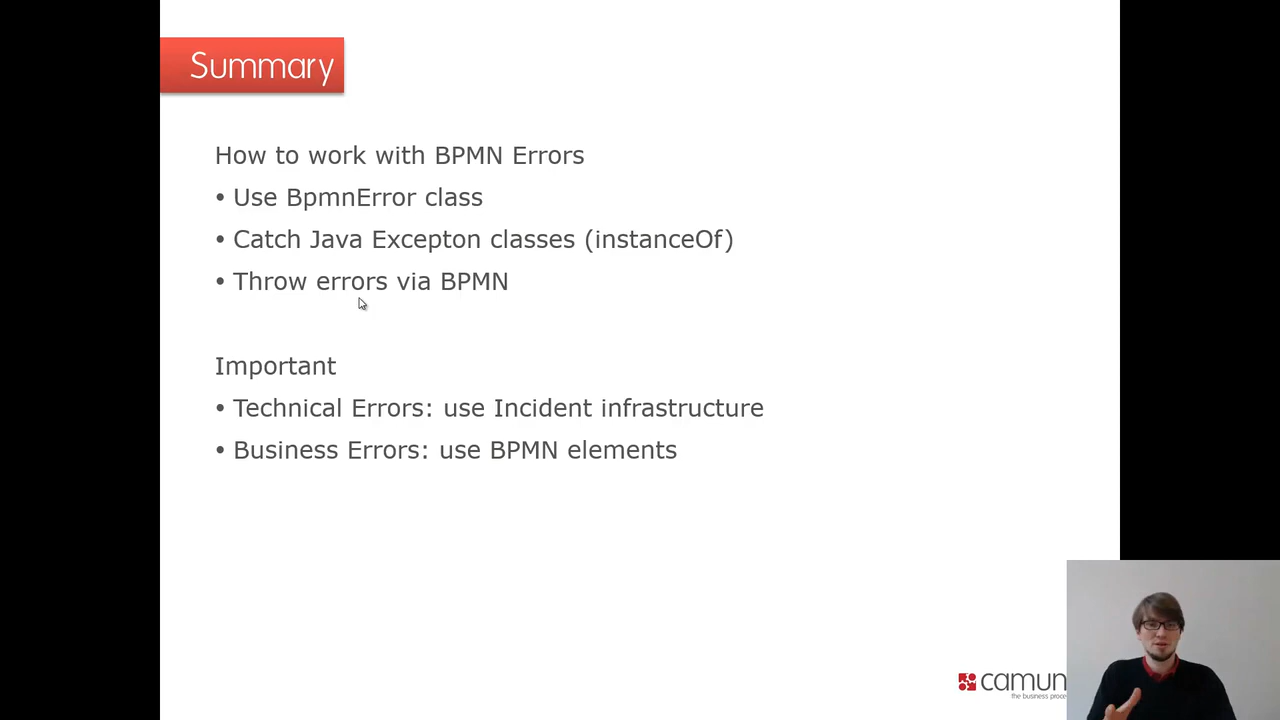 Summary
How to work with BPMN Errors
• Use BpmnError class
• Catch Java Excepton classes (instanceOf)
• Throw errors via BPMN
Important
• Technical Errors: use Incident infrastructure
• Business Errors: use BPMN elements
camun
the business proce